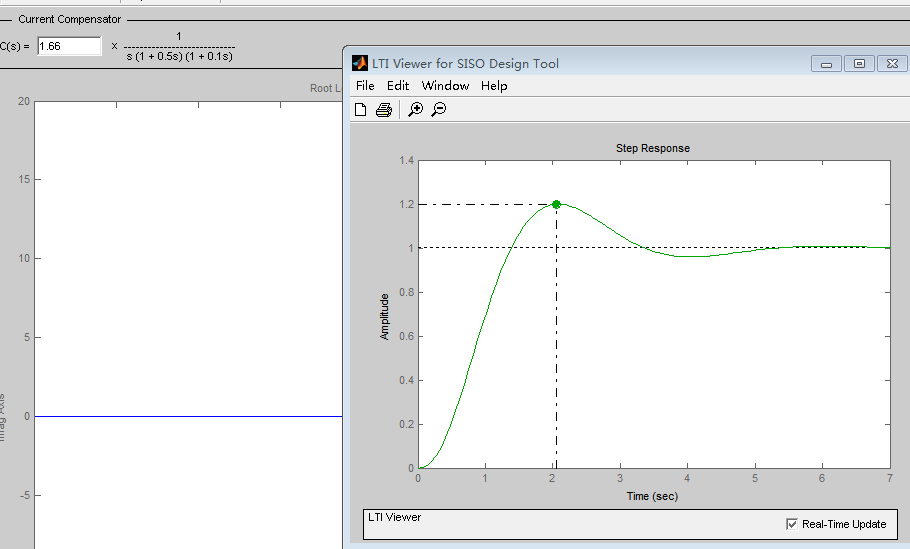 Current Compensator
C(s) = 1.66 x 1
s (1 + 0.5s) (1 + 0.1s)
LTI Viewer for SISO Design Tool
File Edit Window Help
Step Response
1.4
1.2
1
0.8
0.6
0.4
0.2
0
Amplitude
0 1 2 3 4 5 6 7
Time (sec)
LTI Viewer
Real-Time Update
Root L
20
15
10
5
0
-5
Imag Axis